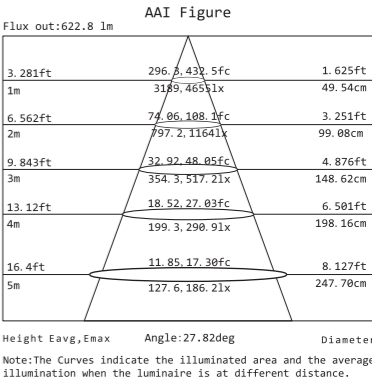 AAI Figure
Flux out:622.8 lm
3.281ft 296.3,432.5fc 1.625ft
1m 3189,4655lx 49.54cm
6.562ft 74.06,108.1fc 3.251ft
2m 797.2,1164lx 99.08cm
9.843ft 32.92,48.05fc 4.876ft
3m 354.3,517.2lx 148.62cm
13.12ft 18.52,27.03fc 6.501ft
4m 199.3,290.9lx 198.16cm
16.4ft 11.85,17.30fc 8.127ft
5m 127.6,186.2lx 247.70cm
Height Eavg,Emax Angle:27.82deg Diameter
Note:The Curves indicate the illuminated area and the average
illumination when the luminaire is at different distance.